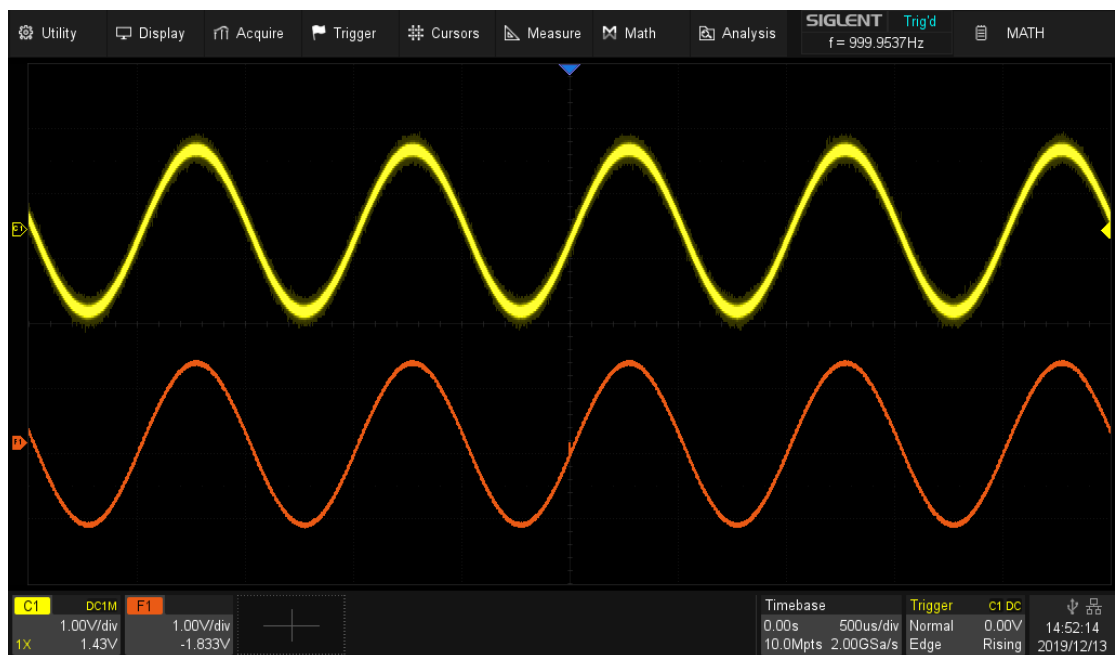 Utility Display Acquire Trigger Cursors Measure Math Analysis
SIGLENT Trig'd
f = 999.9537Hz
MATH
C1
F1
C1 DC1M
1.00V/div
1X 1.43V
F1
1.00V/div
-1.833V
Timebase
0.00s 500us/div
10.0Mpts 2.00GSa/s
Trigger C1 DC
Normal 0.00V
Edge Rising
14:52:14
2019/12/13